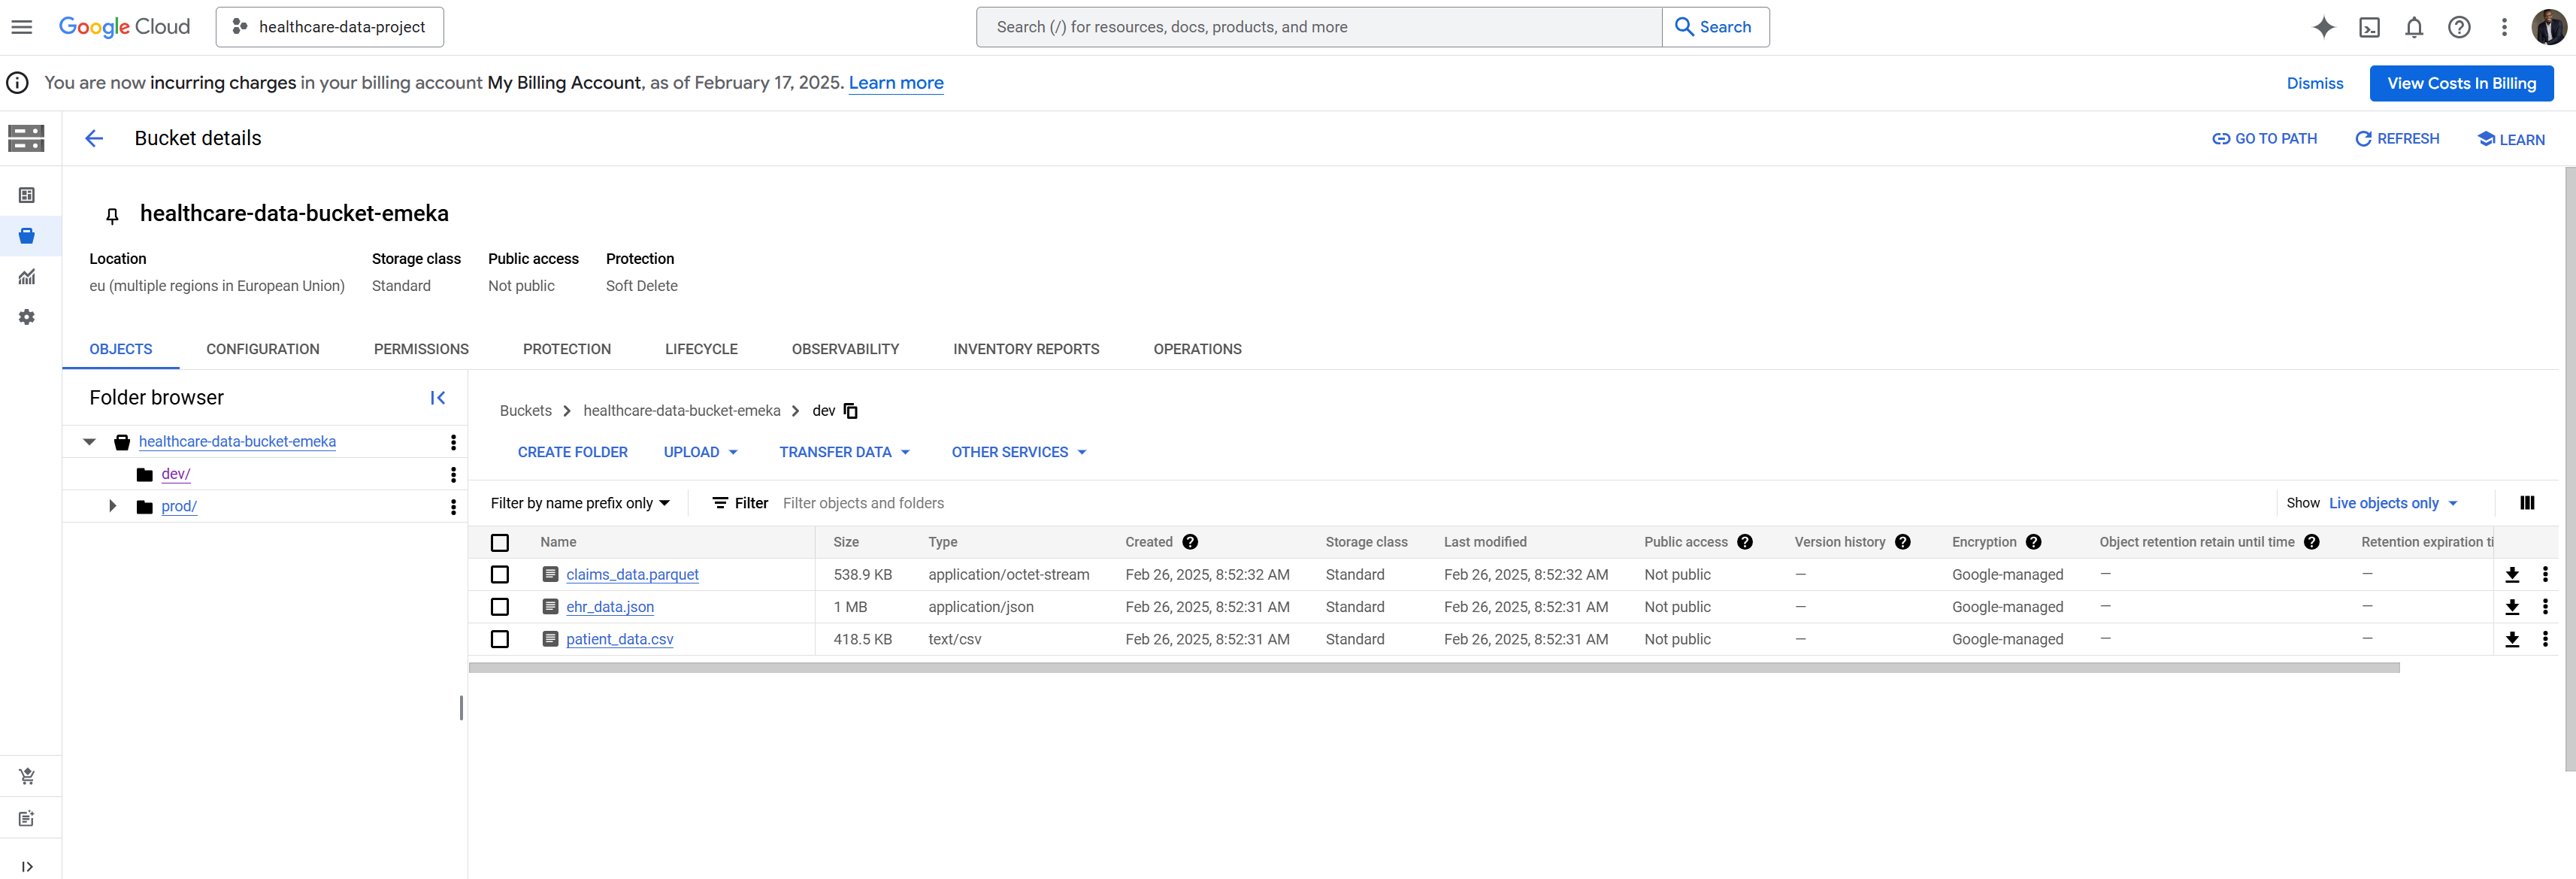 Google Cloud healthcare-data-project Search (/) for resources, docs, products, and more Search
You are now incurring charges in your billing account My Billing Account, as of February 17, 2025. Learn more Dismiss View Costs In Billing
Bucket details GO TO PATH REFRESH LEARN
healthcare-data-bucket-emeka
Location Storage class Public access Protection
eu (multiple regions in European Union) Standard Not public Soft Delete
OBJECTS CONFIGURATION PERMISSIONS PROTECTION LIFECYCLE OBSERVABILITY INVENTORY REPORTS OPERATIONS
Folder browser
healthcare-data-bucket-emeka
dev/
prod/
Buckets healthcare-data-bucket-emeka dev
CREATE FOLDER UPLOAD TRANSFER DATA OTHER SERVICES
Filter by name prefix only Filter Filter objects and folders Show Live objects only
Name Size Type Created Storage class Last modified Public access Version history Encryption Object retention retain until time Retention expiration ti
claims_data.parquet 538.9 KB application/octet-stream Feb 26, 2025, 8:52:32 AM Standard Feb 26, 2025, 8:52:32 AM Not public — Google-managed — —
ehr_data.json 1 MB application/json Feb 26, 2025, 8:52:31 AM Standard Feb 26, 2025, 8:52:31 AM Not public — Google-managed — —
patient_data.csv 418.5 KB text/csv Feb 26, 2025, 8:52:31 AM Standard Feb 26, 2025, 8:52:31 AM Not public — Google-managed — —